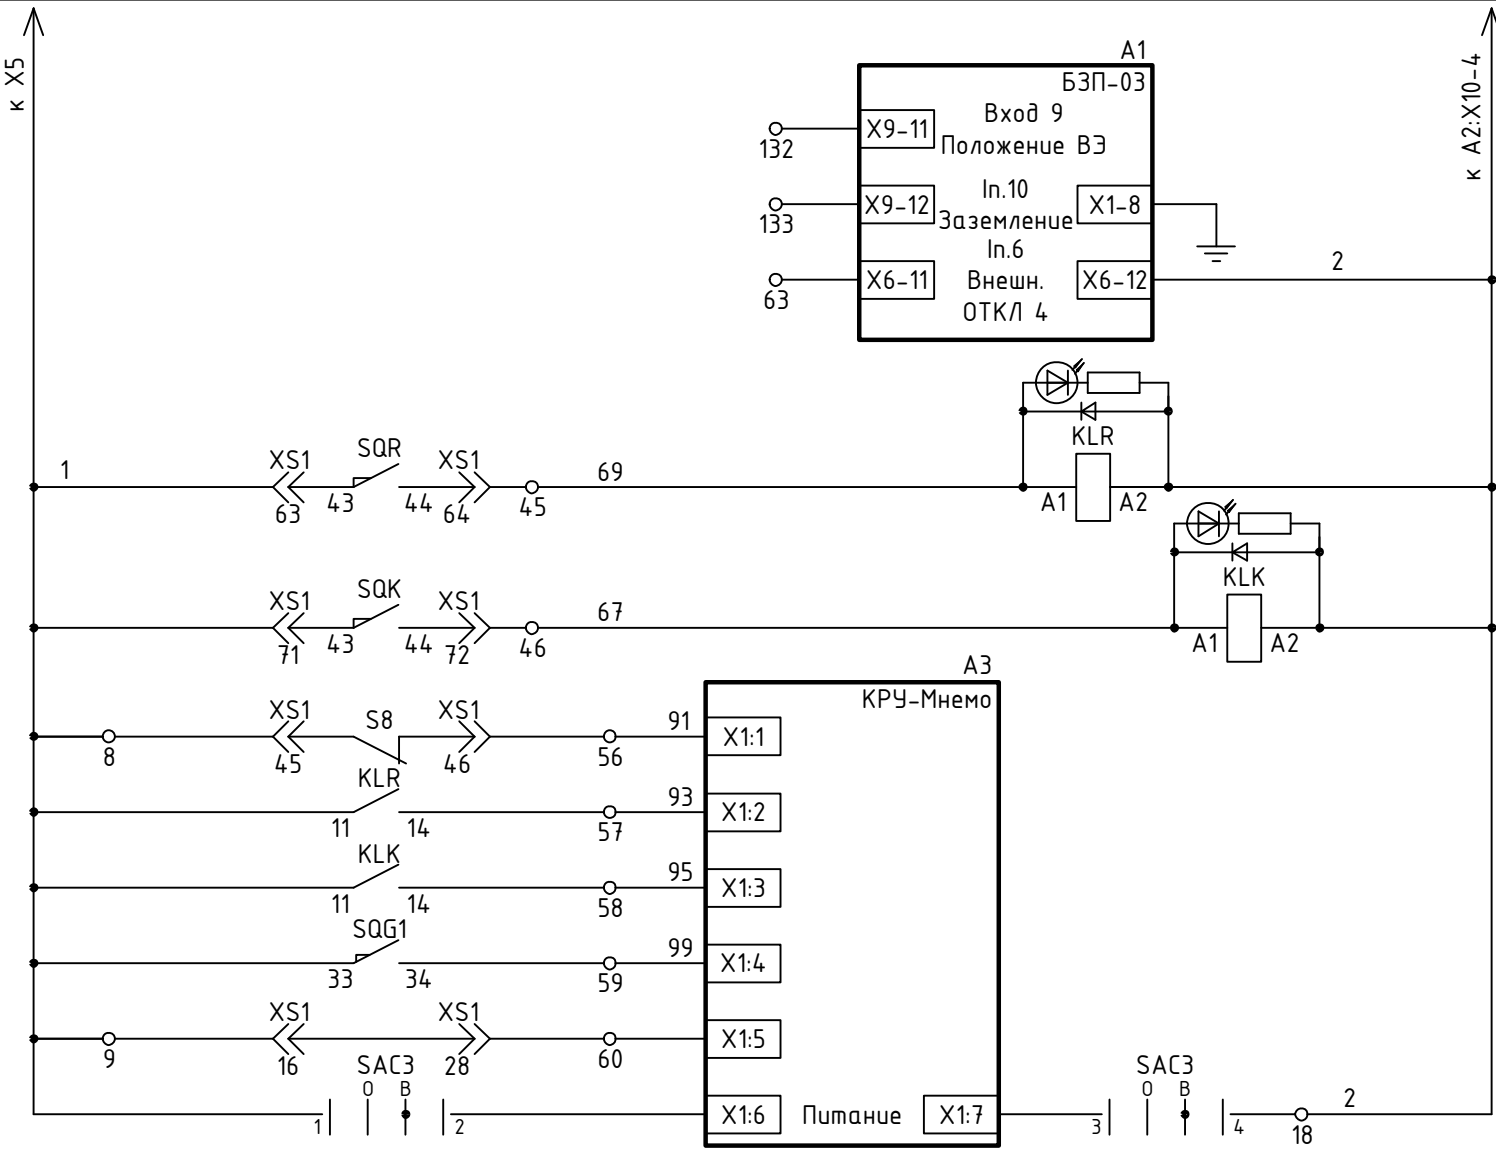 к X5
к A2:X10-4
A1
БЗП-03
X9-11
Вход 9
Положение ВЭ
132
X9-12
In.10
Заземление
X1-8
133
X6-11
In.6
Внешн.
ОТКЛ 4
X6-12
2
63
KLR
A1
A2
1
XS1
SQR
XS1
69
63
43
44
64
45
KLK
A1
A2
XS1
SQK
XS1
67
71
43
44
72
46
A3
КРУ-Мнемо
XS1
S8
XS1
91
X1:1
8
45
46
56
KLR
93
X1:2
11
14
57
KLK
95
X1:3
11
14
58
SQG1
99
X1:4
33
34
59
XS1
XS1
X1:5
9
16
28
60
SAC3
0
В
1
2
X1:6
Питание
X1:7
SAC3
0
В
3
4
2
18